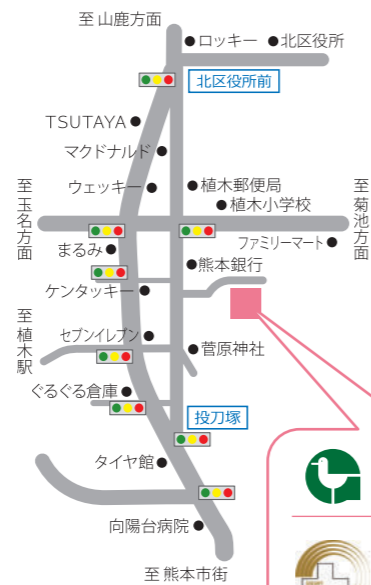 至 山鹿方面
ロッキー
北区役所
北区役所前
TSUTAYA
マクドナルド
ウェッキー
植木郵便局
植木小学校
至玉名方面
至菊池方面
まるみ
ファミリーマート
熊本銀行
ケンタッキー
至植木駅
セブンイレブン
菅原神社
ぐるぐる倉庫
投刀塚
タイヤ館
向陽台病院
至 熊本市街